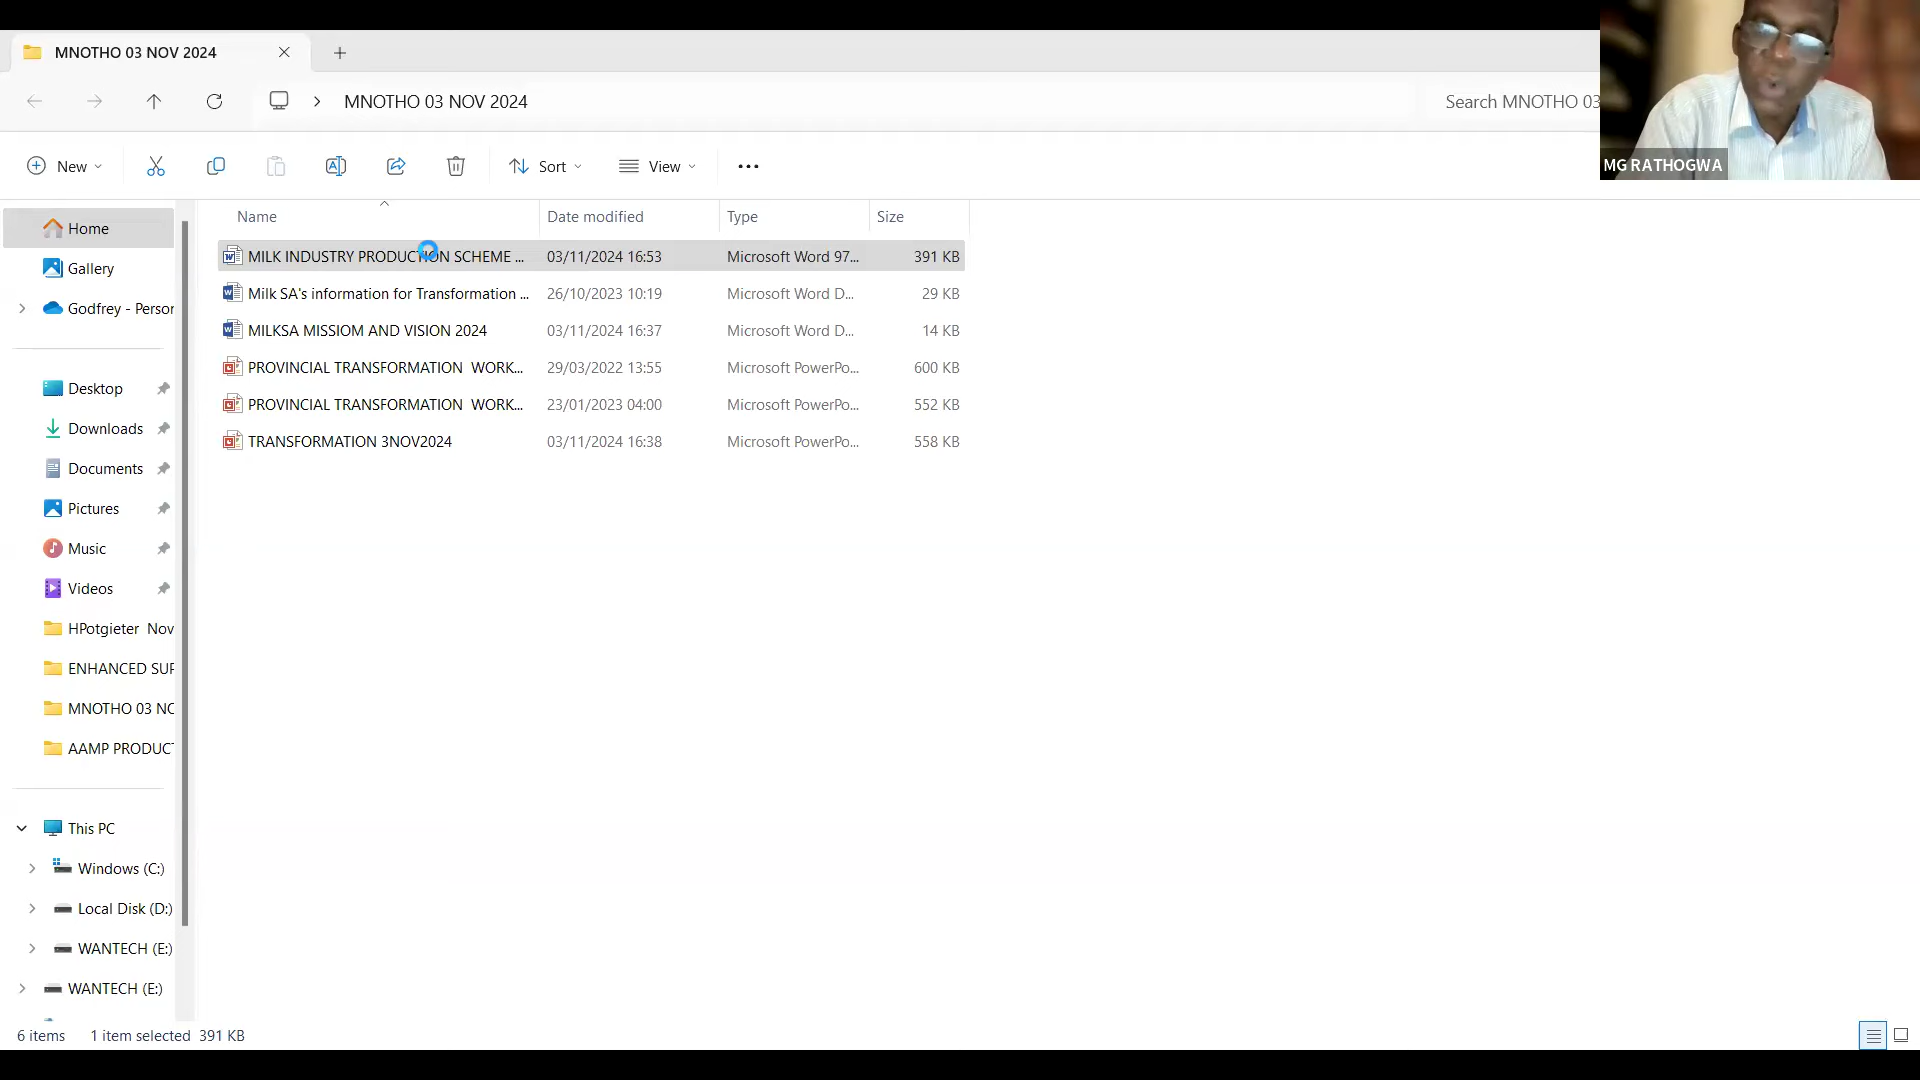 MNOTHO 03 NOV 2024
MNOTHO 03 NOV 2024
Search MNOTHO 03
MG RATHOGWA
New
Sort
View
Name Date modified Type Size
MILK INDUSTRY PRODUCTION SCHEME ... 03/11/2024 16:53 Microsoft Word 97... 391 KB
Milk SA's information for Transformation ... 26/10/2023 10:19 Microsoft Word D... 29 KB
MILKSA MISSIOM AND VISION 2024 03/11/2024 16:37 Microsoft Word D... 14 KB
PROVINCIAL TRANSFORMATION WORK... 29/03/2022 13:55 Microsoft PowerPo... 600 KB
PROVINCIAL TRANSFORMATION WORK... 23/01/2023 04:00 Microsoft PowerPo... 552 KB
TRANSFORMATION 3NOV2024 03/11/2024 16:38 Microsoft PowerPo... 558 KB
Home
Gallery
Godfrey - Person
Desktop
Downloads
Documents
Pictures
Music
Videos
HPotgieter Nov
ENHANCED SUP
MNOTHO 03 NO
AAMP PRODUCT
This PC
Windows (C:)
Local Disk (D:)
WANTECH (E:)
WANTECH (E:)
6 items 1 item selected 391 KB